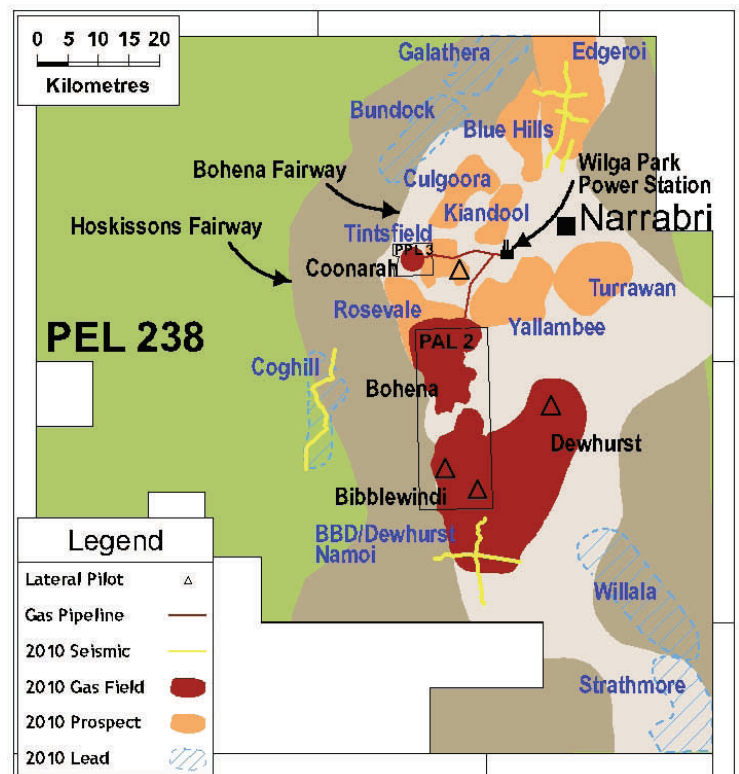 0 5 10 15 20
Kilometres
Galathera
Edgeroi
Bundock
Blue Hills
Bohena Fairway
Wilga Park
Power Station
Culgoora
Hoskissons Fairway
Kiandool
Narrabri
Tintsfield
PPL 3
Coonarah
Turrawan
Rosevale
Yallambee
PEL 238
PAL 2
Coghill
Bohena
Dewhurst
Bibblewindi
BBD/Dewhurst
Namoi
Willala
Strathmore
Legend
Lateral Pilot
Gas Pipeline
2010 Seismic
2010 Gas Field
2010 Prospect
2010 Lead